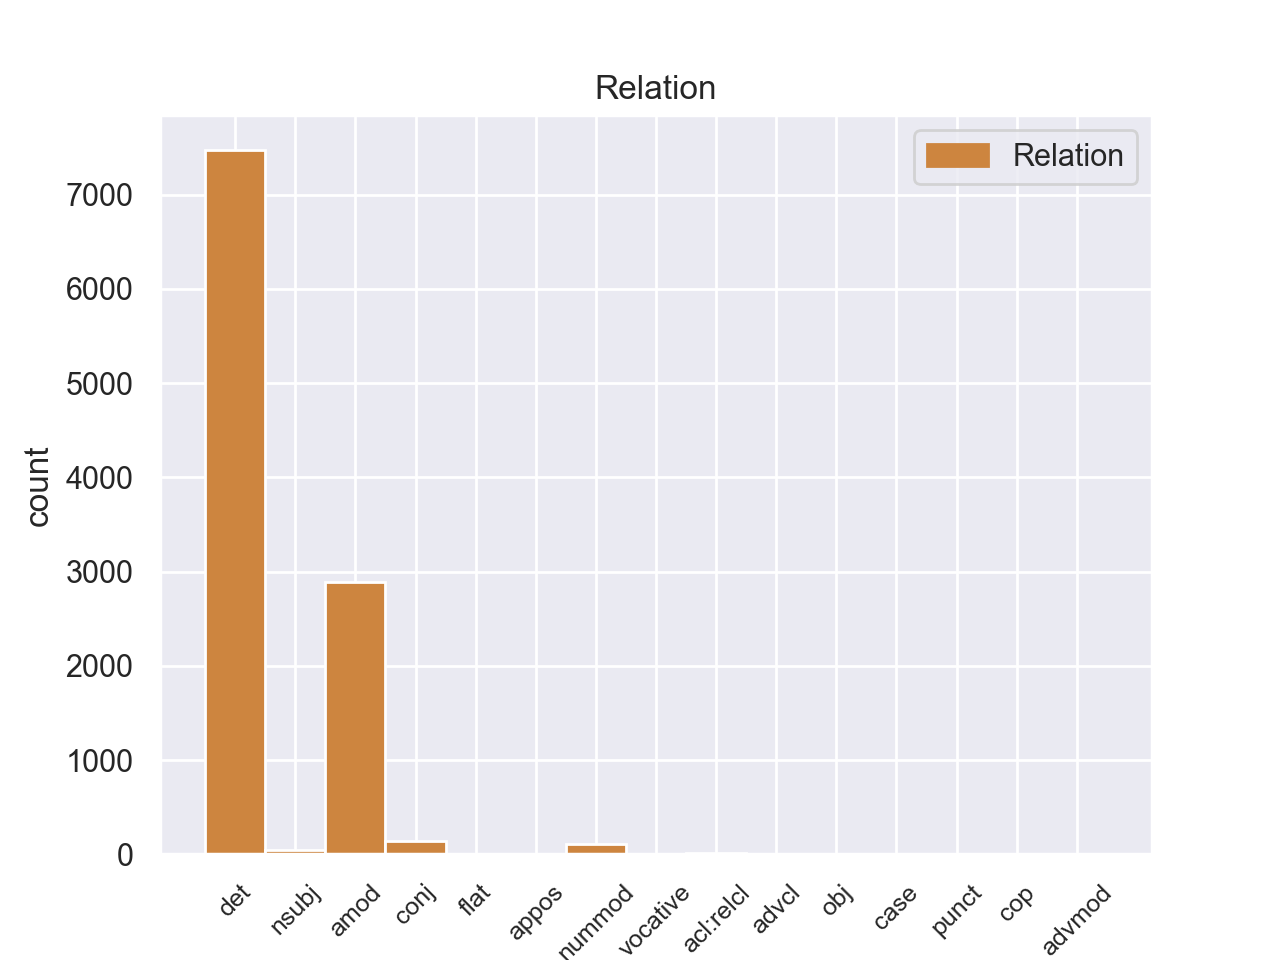 Relation
Relation
7000
6000
5000
4000
3000
2000
1000
0
count
det
nsubj
amod
conj
flat
appos
nummod
vocative
acl:relcl
advcl
obj
case
punct
cop
advmod